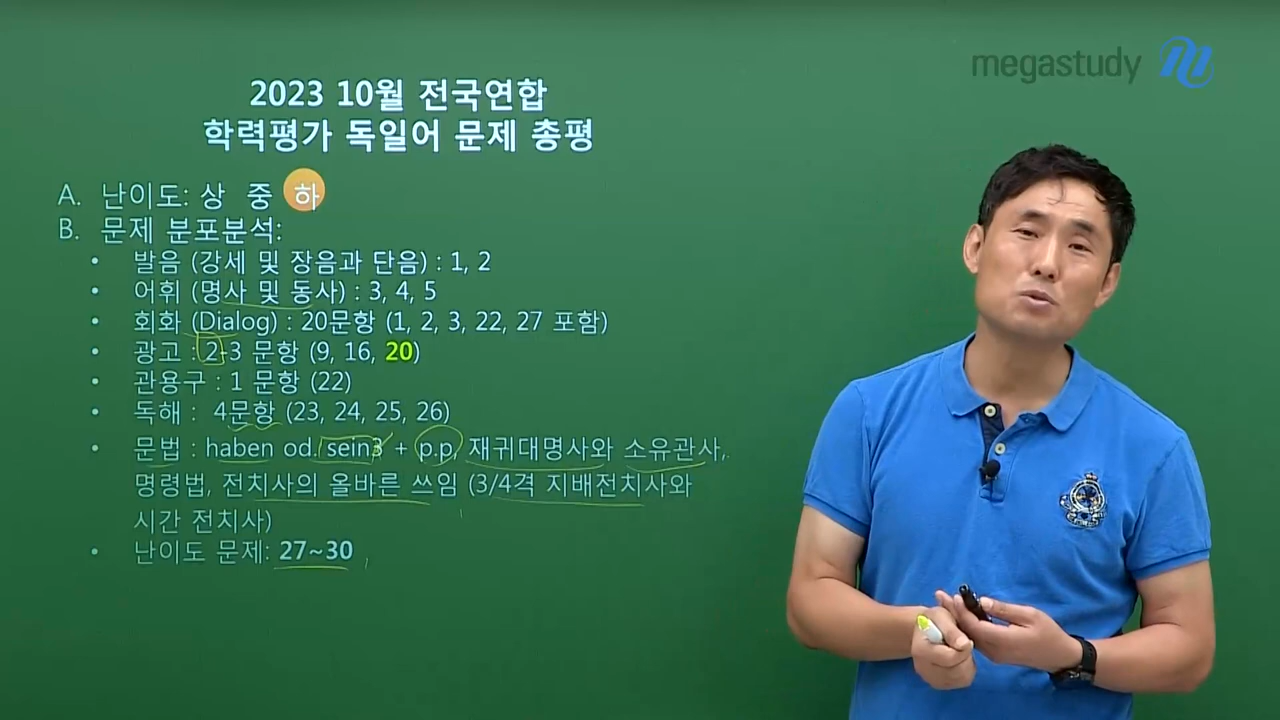 megastudy
2023 10월 전국연합
학력평가 독일어 문제 총평
A. 난이도: 상 중 하
B. 문제 분포분석:
• 발음 (강세 및 장음과 단음) : 1, 2
• 어휘 (명사 및 동사) : 3, 4, 5
• 회화 (Dialog) : 20문항 (1, 2, 3, 22, 27 포함)
• 광고 : 2-3 문항 (9, 16, 20)
• 관용구 : 1 문항 (22)
• 독해 : 4문항 (23, 24, 25, 26)
• 문법 : haben od. sein + p.p, 재귀대명사와 소유관사,
명령법, 전치사의 올바른 쓰임 (3/4격 지배전치사와
시간 전치사)
• 난이도 문제: 27~30